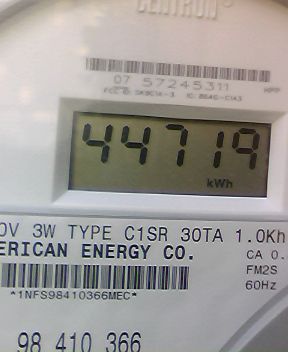 CENTRON®
07 57245311
44719
kWh
0V 3W TYPE C1SR 30TA 1.0Kh
ERICAN ENERGY CO.
CA 0.
FM2S
60Hz
*1NFS98410366MEC*
98 410 366